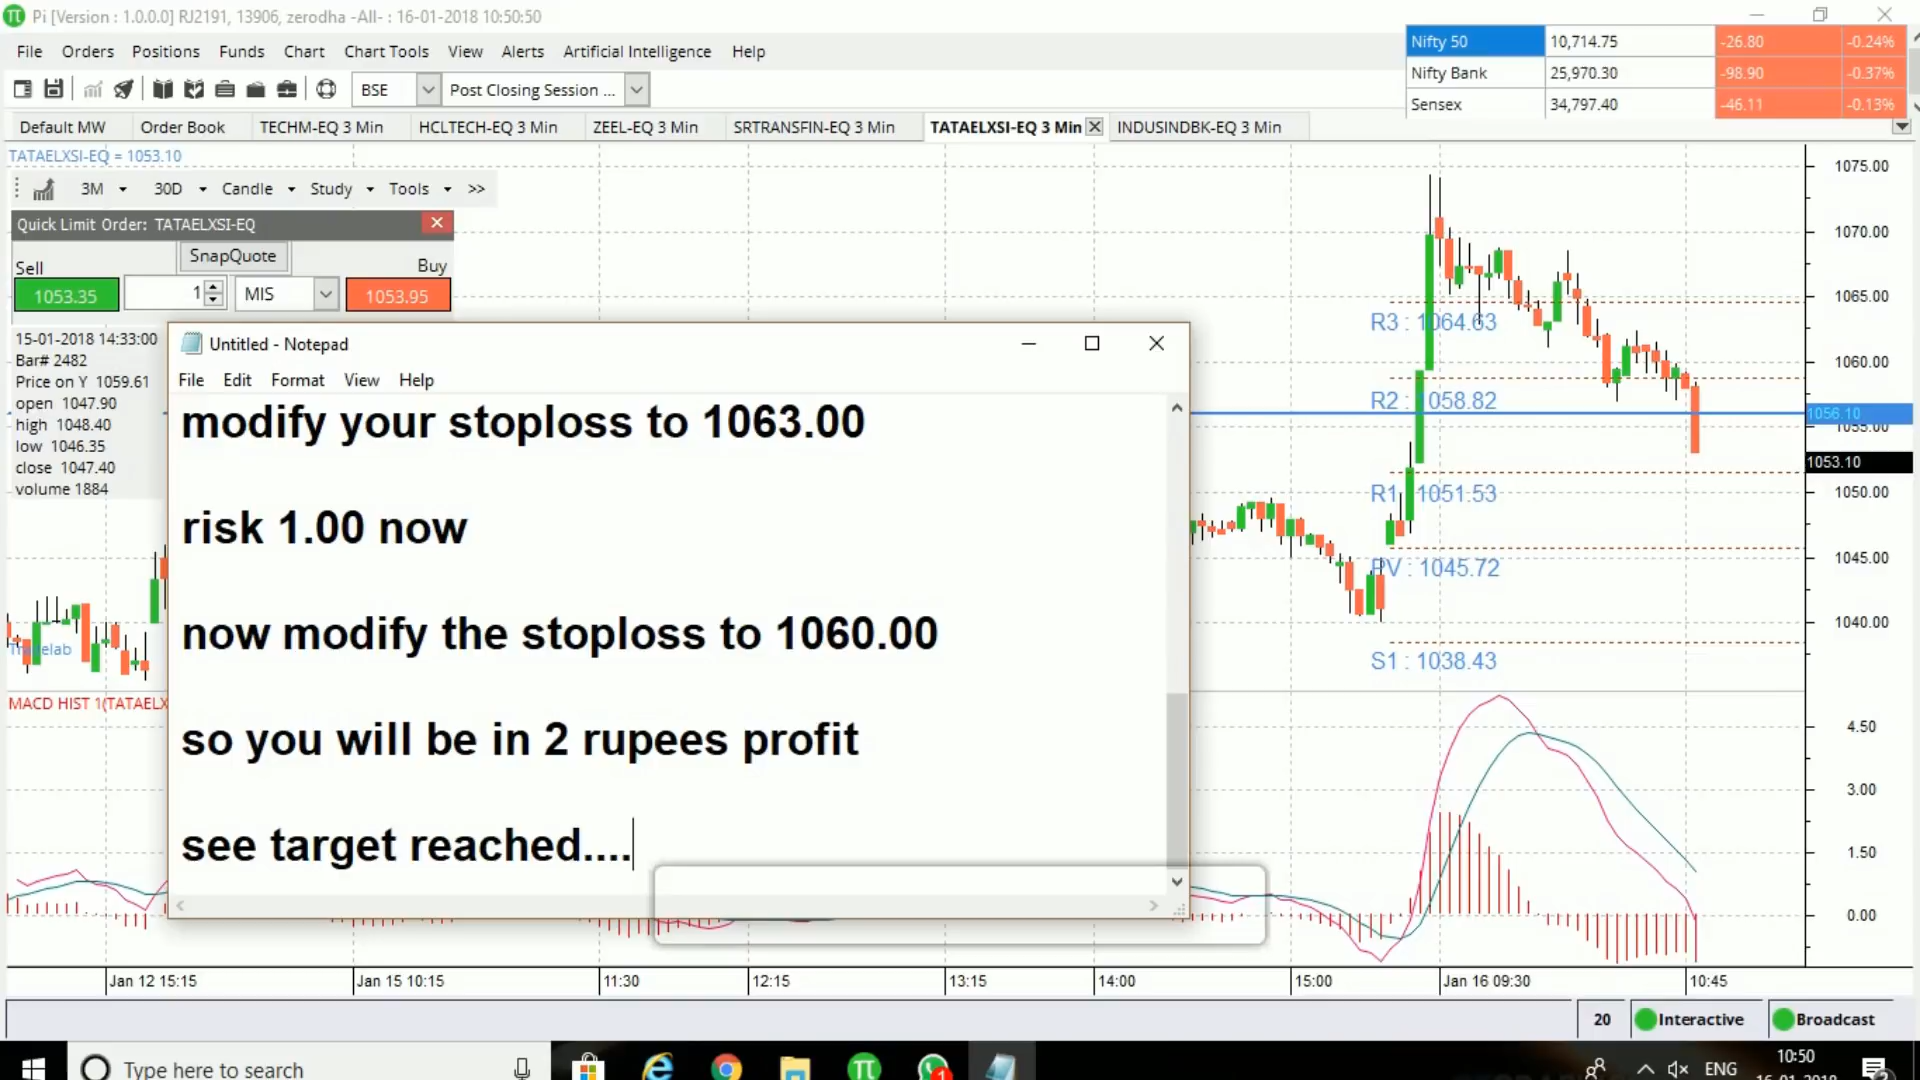 Pi [Version : 1.0.0.0] RJ2191, 13906, zerodha -All- : 16-01-2018 10:50:50
File Orders Positions Funds Chart Chart Tools View Alerts Artificial Intelligence Help
Nifty 50 10,714.75 -26.80 -0.24%
Nifty Bank 25,970.30 -98.90 -0.37%
Sensex 34,797.40 -46.11 -0.13%
BSE Post Closing Session ...
Default MW Order Book TECHM-EQ 3 Min HCLTECH-EQ 3 Min ZEEL-EQ 3 Min SRTRANSFIN-EQ 3 Min TATAELXSI-EQ 3 Min INDUSINDBK-EQ 3 Min
TATAELXSI-EQ = 1053.10
3M 30D Candle Study Tools >>
Quick Limit Order: TATAELXSI-EQ
SnapQuote
Sell Buy
1053.35 1 MIS 1053.95
15-01-2018 14:33:00
Bar# 2482
Price on Y 1059.61
open 1047.90
high 1048.40
low 1046.35
close 1047.40
volume 1884
Untitled - Notepad
File Edit Format View Help
modify your stoploss to 1063.00
risk 1.00 now
now modify the stoploss to 1060.00
so you will be in 2 rupees profit
see target reached....
R3 : 1064.63
R2 : 1058.82
R1 : 1051.53
PV : 1045.72
S1 : 1038.43
1075.00
1070.00
1065.00
1060.00
1056.10
1055.00
1053.10
1050.00
1045.00
1040.00
MACD HIST 1(TATAELX
4.50
3.00
1.50
0.00
Jan 12 15:15 Jan 15 10:15 11:30 12:15 13:15 14:00 15:00 Jan 16 09:30 10:45
20 Interactive Broadcast
Type here to search
1
ENG
10:50
16-01-2018